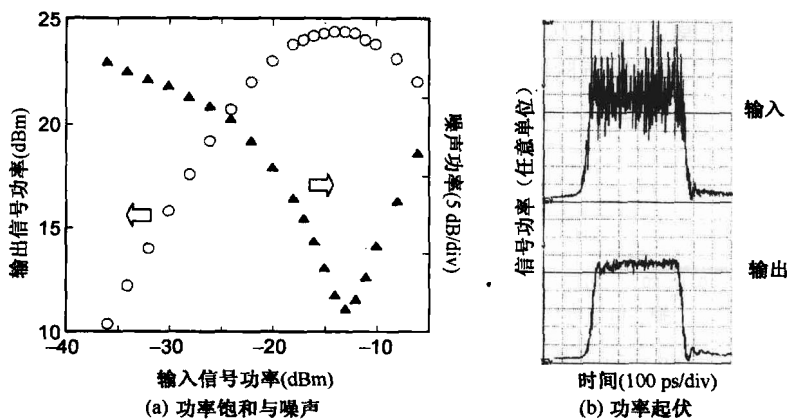 25
20
15
10
输出信号功率(dBm)
−40
−30
−20
−10
输入信号功率(dBm)
噪声功率(5 dB/div)
(a) 功率饱和与噪声
信号功率（任意单位）
输入
输出
时间(100 ps/div)
(b) 功率起伏